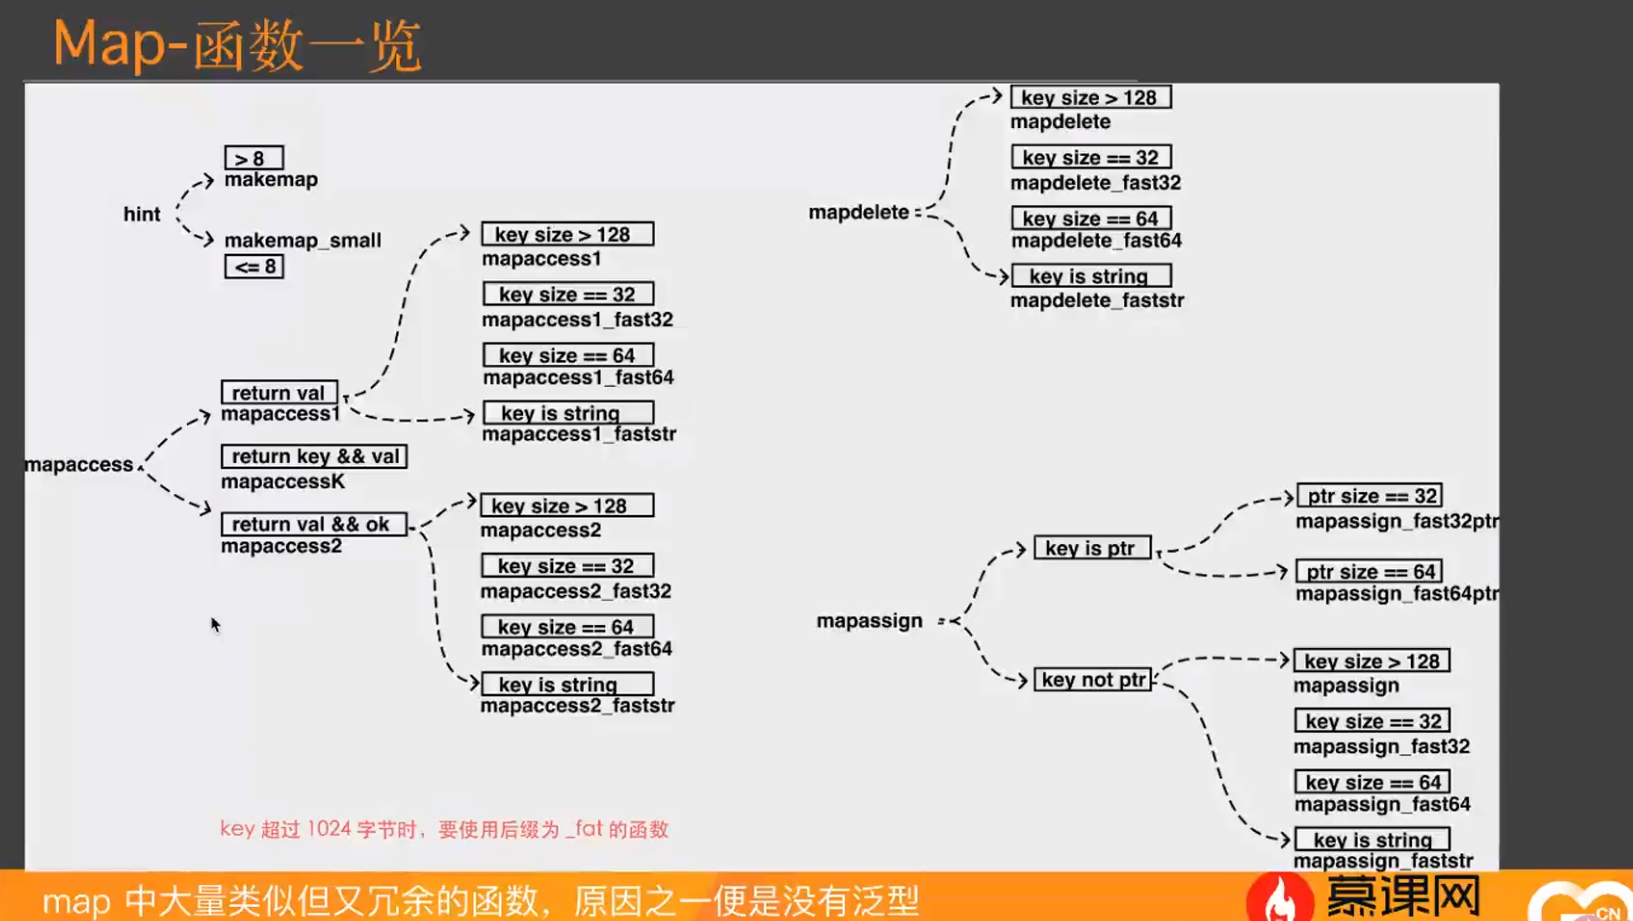 Map-函数一览
hint
> 8
makemap
makemap_small
<= 8
mapaccess
return val
mapaccess1
return key && val
mapaccessK
return val && ok
mapaccess2
key size > 128
mapaccess1
key size == 32
mapaccess1_fast32
key size == 64
mapaccess1_fast64
key is string
mapaccess1_faststr
key size > 128
mapaccess2
key size == 32
mapaccess2_fast32
key size == 64
mapaccess2_fast64
key is string
mapaccess2_faststr
mapdelete
key size > 128
mapdelete
key size == 32
mapdelete_fast32
key size == 64
mapdelete_fast64
key is string
mapdelete_faststr
mapassign
key is ptr
ptr size == 32
mapassign_fast32ptr
ptr size == 64
mapassign_fast64ptr
key not ptr
key size > 128
mapassign
key size == 32
mapassign_fast32
key size == 64
mapassign_fast64
key is string
mapassign_faststr
key 超过 1024 字节时，要使用后缀为 _fat 的函数
map 中大量类似但又冗余的函数，原因之一便是没有泛型
慕课网
CN